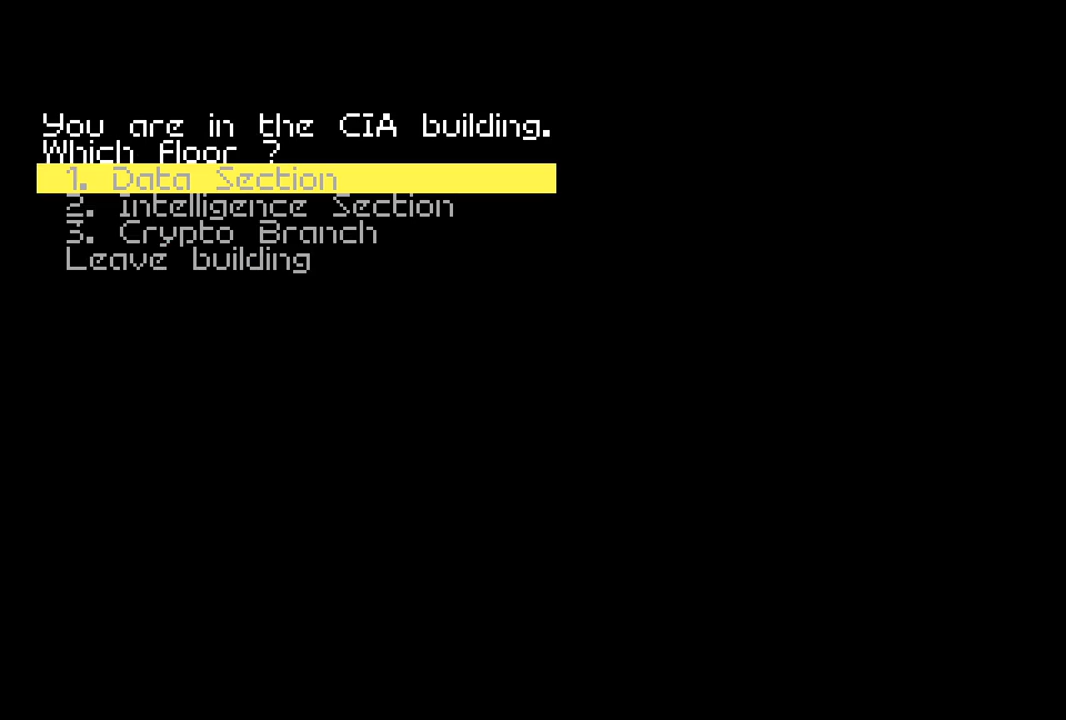 You are in the CIA building.
Which floor ?
1. Data Section
2. Intelligence Section
3. Crypto Branch
Leave building